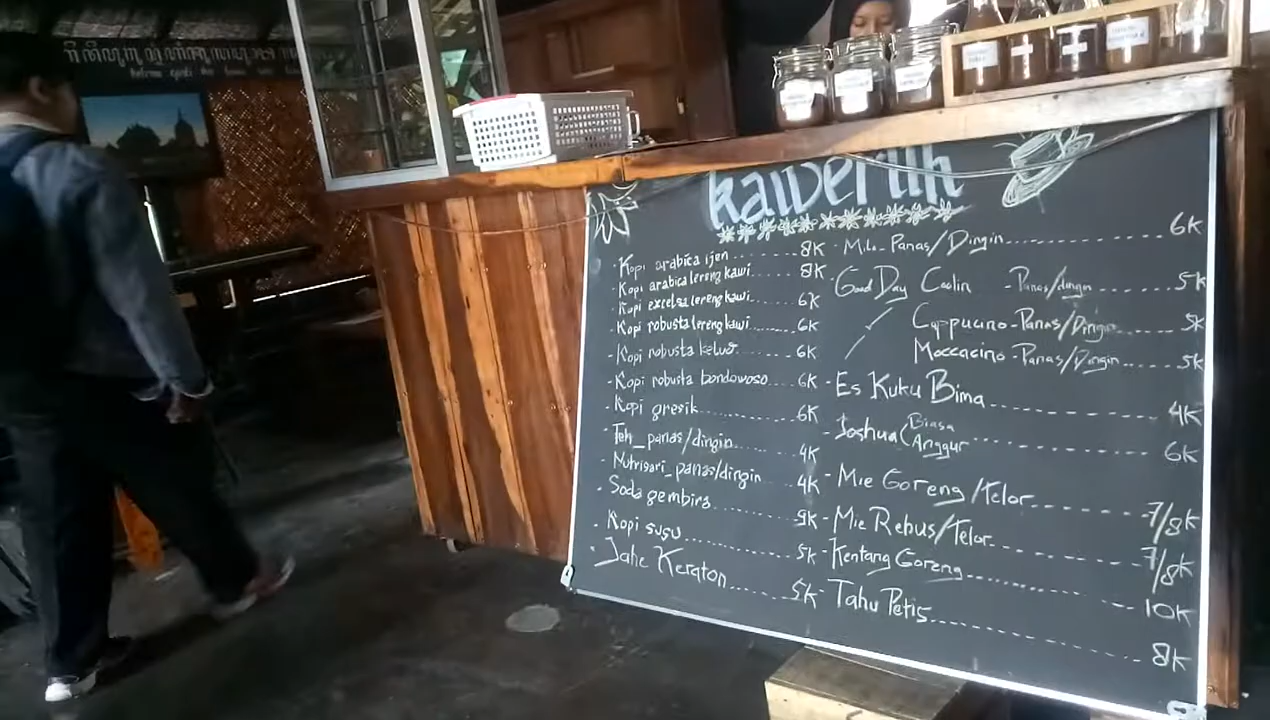 kawerith
· Kopi arabica ijen ........ 8K
· Kopi arabica lereng kawi ....... 8K
· Kopi excelsa lereng kawi ....... 6K
· Kopi robusta lereng kawi ....... 6K
- Kopi robusta kelud ....... 6K
- Kopi robusta bondowoso .... 6K
· Kopi gresik ........ 6K
· Teh_panas/dingin ....... 4K
- Nutrisari_panas/dingin ..... 4K
· Soda gembira ....... 9K
· Kopi susu ....... 5K
· Jahe Keraton ....... 5K
· Milo-Panas/Dingin ....... 6K
· Good Day Coolin - Panas/dingin ....... 5K
Cappucino-Panas/Dingin ....... 5K
Moccacino-Panas/Dingin ....... 5K
- Es Kuku Bima ....... 4K
- Joshua ( Biasa
Anggur ....... 6K
- Mie Goreng/Telor ....... 7/8K
- Mie Rebus/Telor ....... 7/8K
- Kentang Goreng ....... 10K
- Tahu Petis ....... 8K